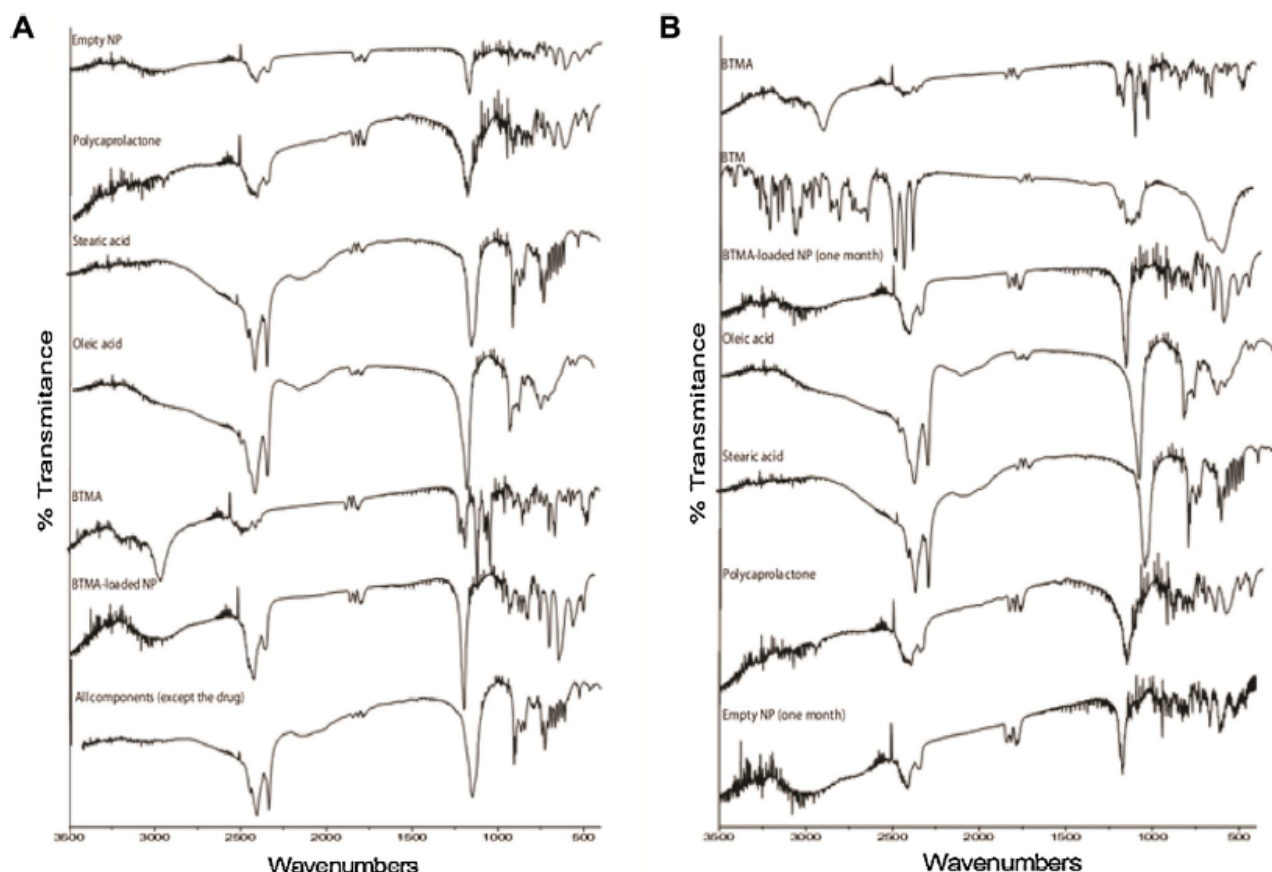 A
Empty NP
Polycaprolactone
Stearic acid
Oleic acid
BTMA
BTMA-loaded NP
All components (except the drug)
% Transmitance
3500 3000 2500 2000 1500 1000 500
Wavenumbers
B
BTMA
BTM
BTMA-loaded NP (one month)
Oleic acid
Stearic acid
Polycaprolactone
Empty NP (one month)
% Transmitance
3500 3000 2500 2000 1500 1000 500
Wavenumbers